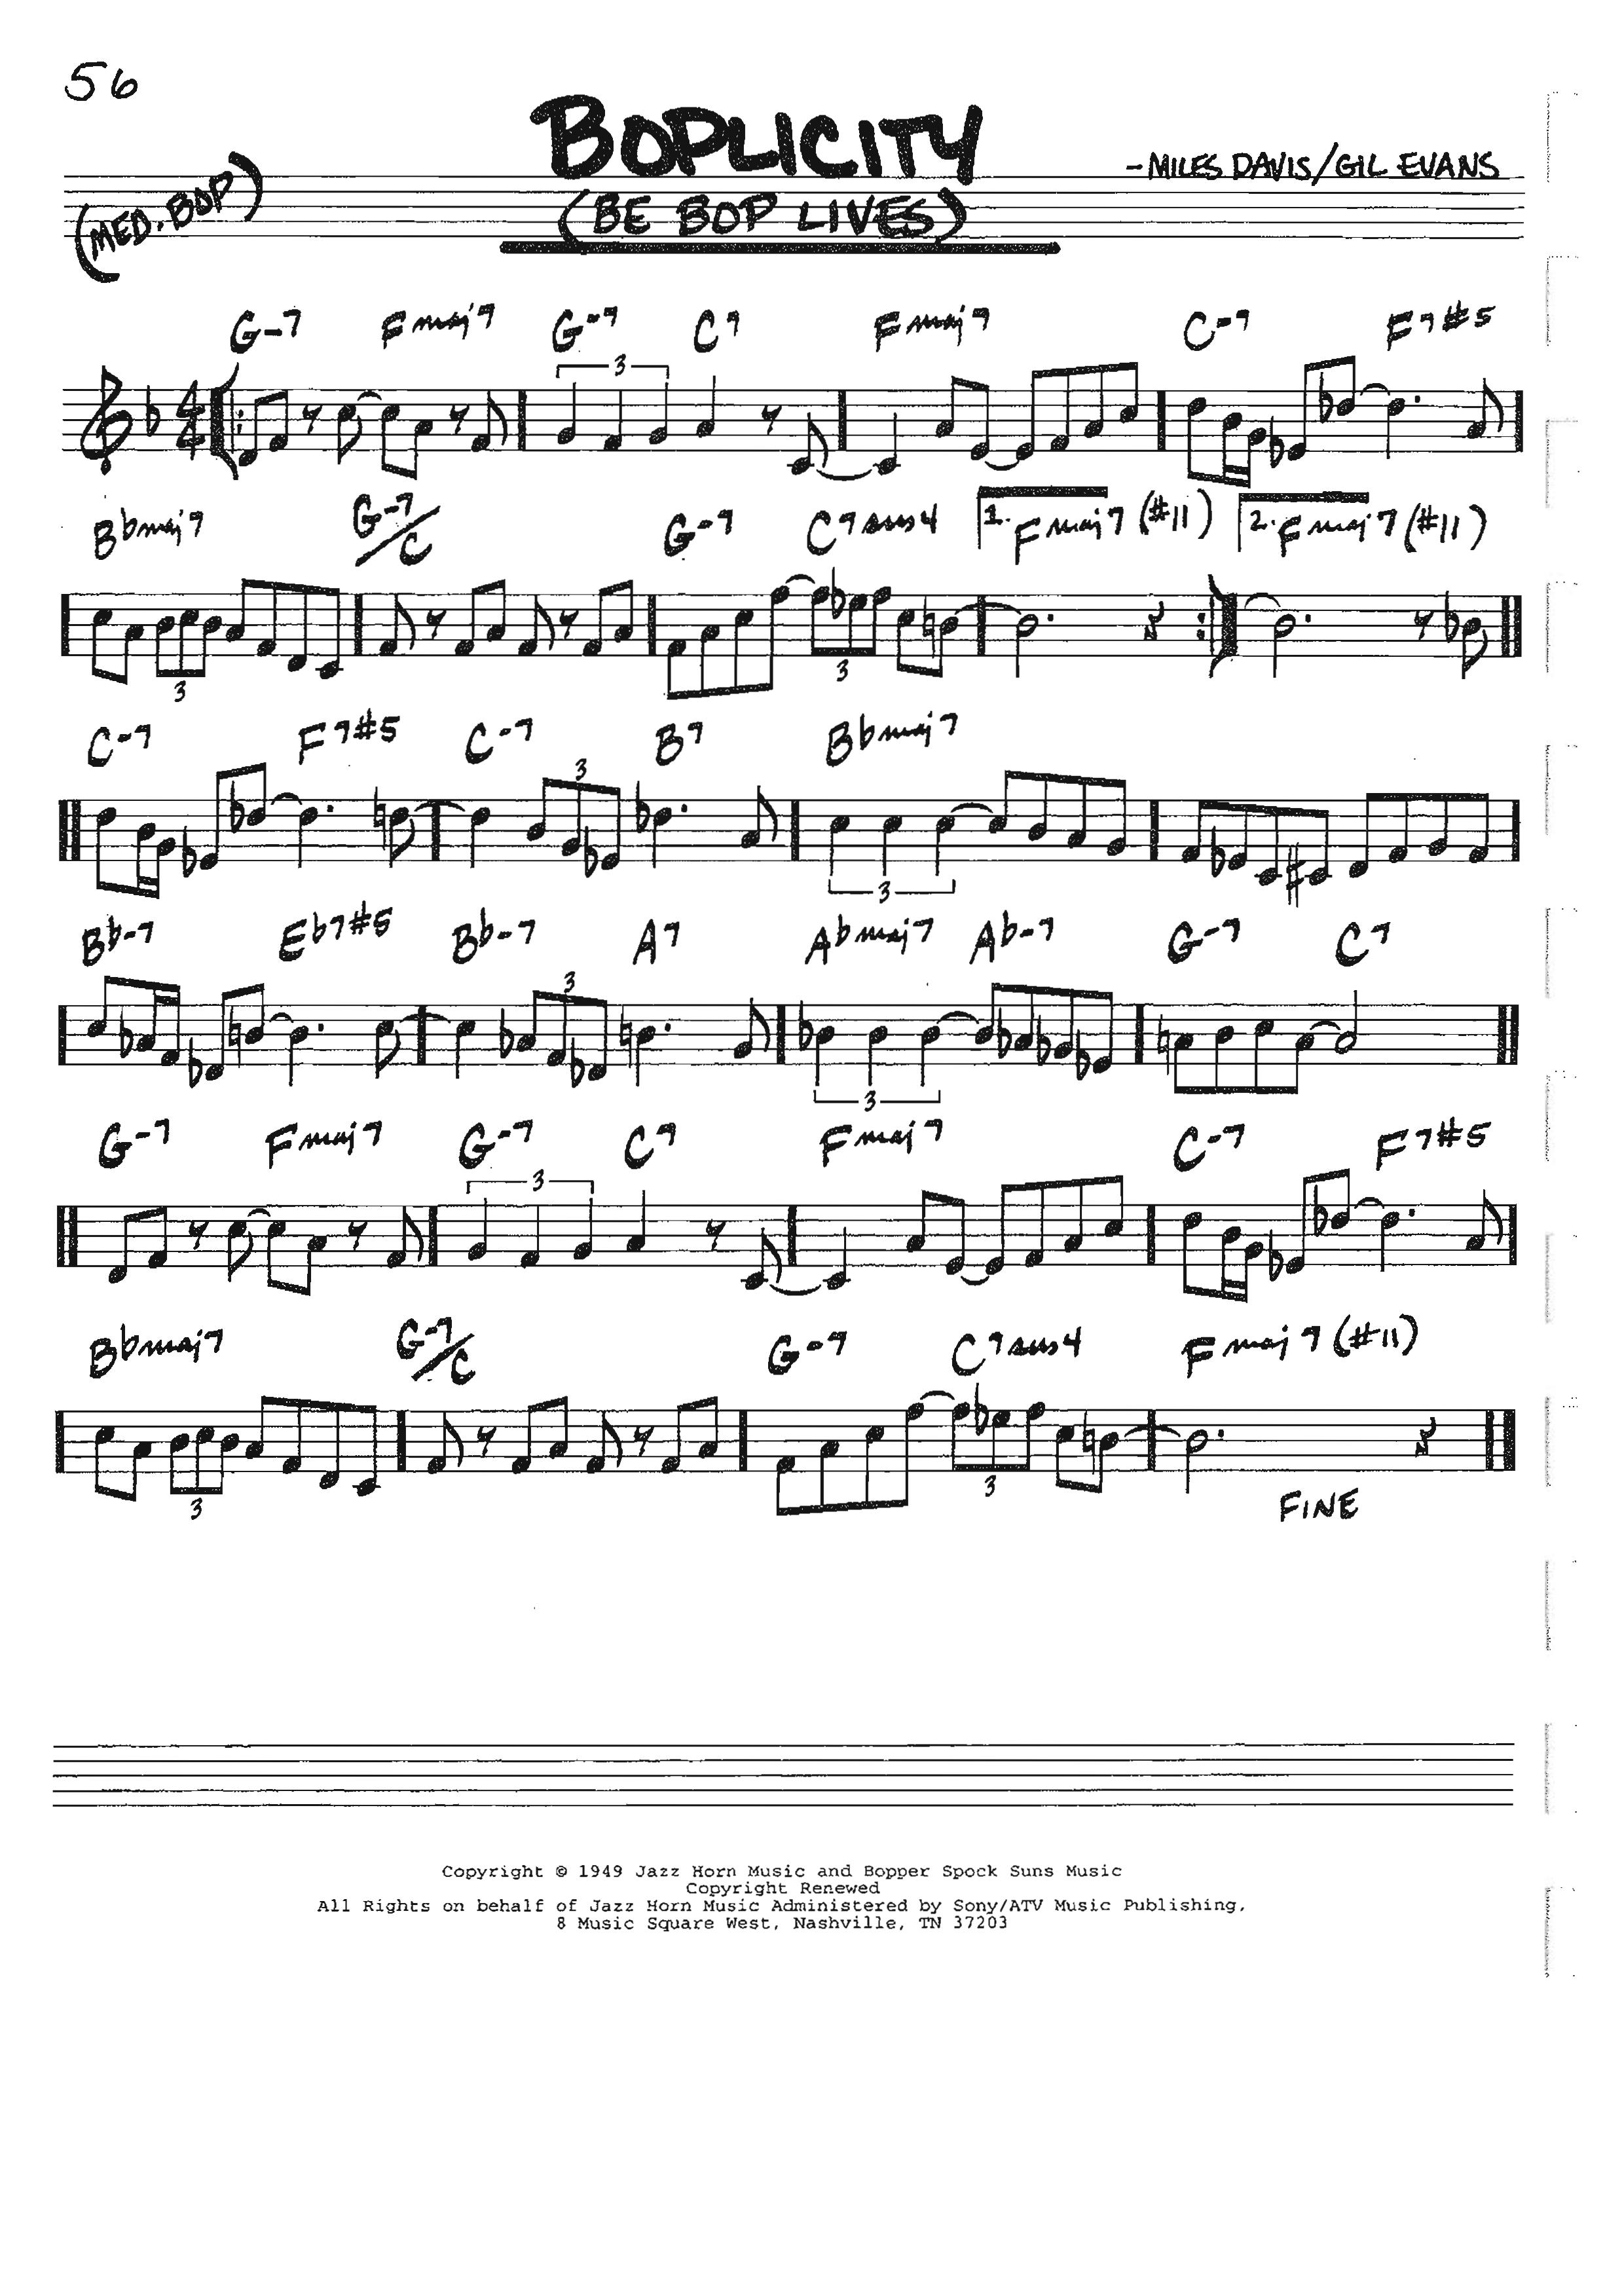 56
BOPLICITY
-MILES DAVIS/GIL EVANS
(MED. BOP)
(BE BOP LIVES)
G-7 Fmaj7 G-7 C7 Fmaj7 C-7 F7#5
3
4 4
Bbmaj7 G-7/C G-7 C7sus4 1. Fmaj7(#11) 2. Fmaj7(#11)
3 3
C-7 F7#5 C-7 B7 Bbmaj7
3
3
Bb-7 Eb7#5 Bb-7 A7 Abmaj7 Ab-7 G-7 C7
3
3
G-7 Fmaj7 G-7 C7 Fmaj7 C-7 F7#5
3
Bbmaj7 G-7/C G-7 C7sus4 Fmaj7(#11)
3 3
FINE
Copyright © 1949 Jazz Horn Music and Bopper Spock Suns Music
Copyright Renewed
All Rights on behalf of Jazz Horn Music Administered by Sony/ATV Music Publishing,
8 Music Square West, Nashville, TN 37203